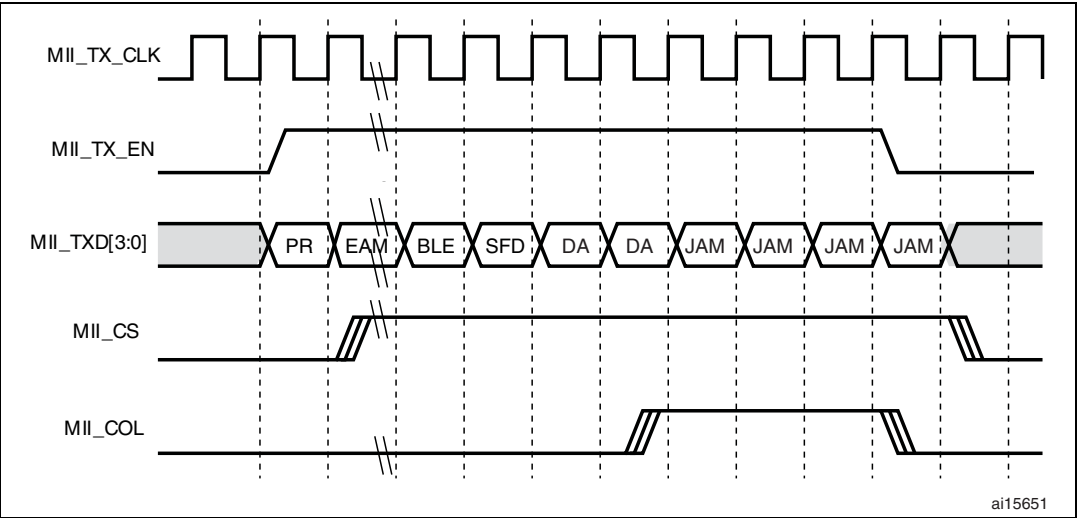 MII_TX_CLK
MII_TX_EN
MII_TXD[3:0] PR EAM BLE SFD DA DA JAM JAM JAM JAM
MII_CS
MII_COL
ai15651